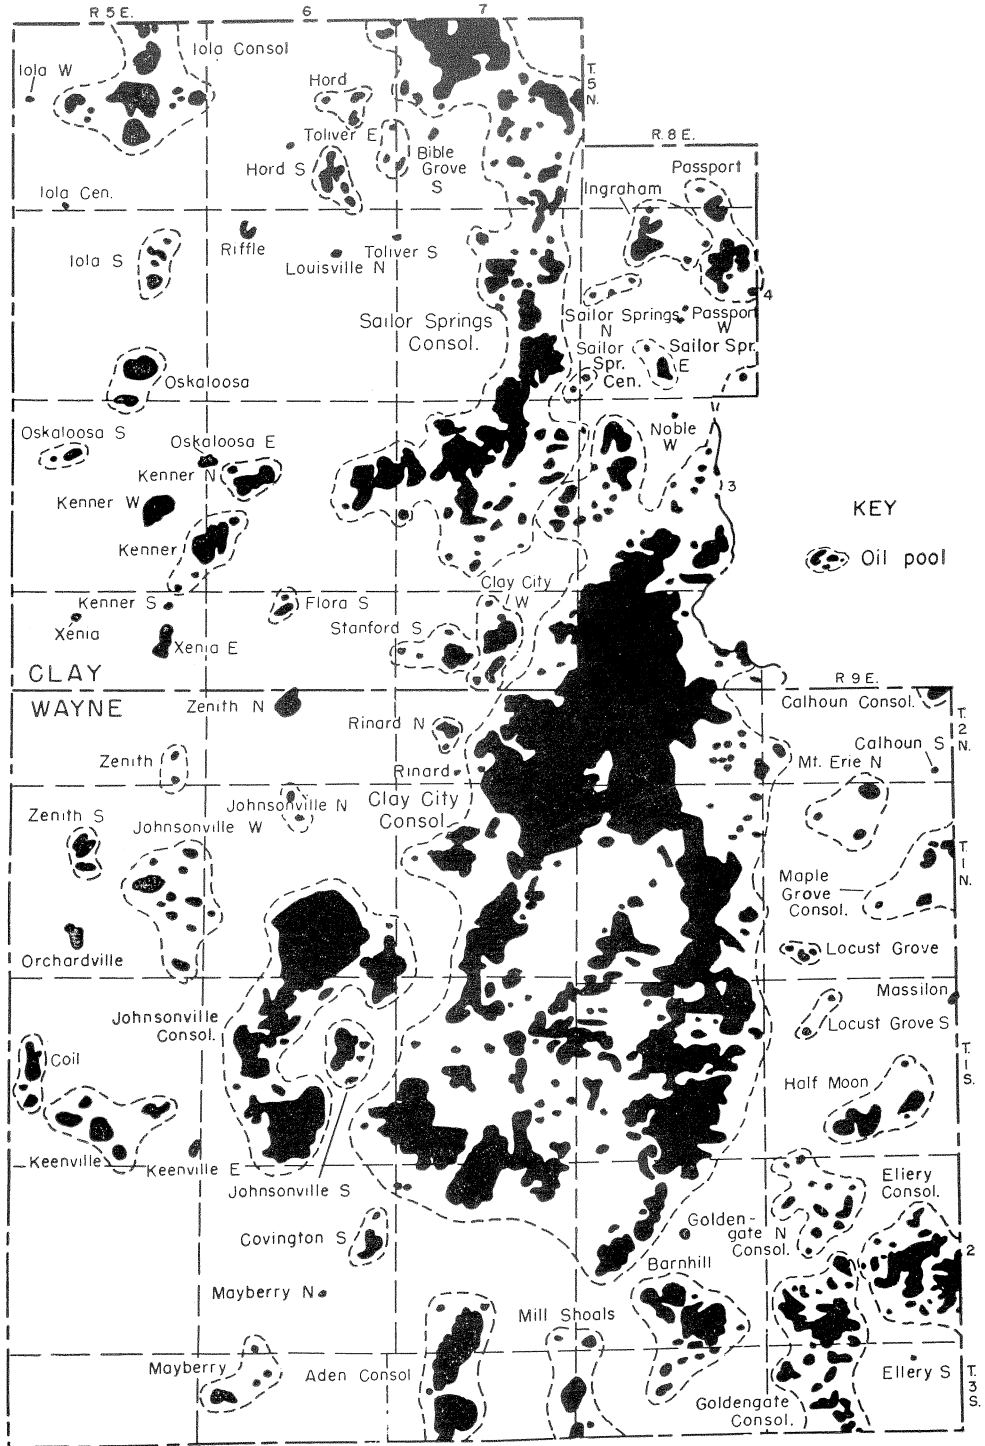 R 5 E.
6
7
Iola Consol
Iola W
Hord
T.
5
N.
Toliver E
R. 8 E.
Bible
Grove
S
Hord S
Passport
Ingraham
Iola Cen.
Riffle
Iola S
Toliver S
Louisville N
4
Sailor Springs
Consol.
Sailor Springs
N
Passport
W
Sailor
Spr.
Cen.
Sailor Spr.
E
Oskaloosa
Oskaloosa S
Oskaloosa E
Noble
W
Kenner N
3
Kenner W
KEY
Kenner
Oil pool
Clay City
W
Kenner S
Flora S
Xenia
Stanford S
Xenia E
CLAY
R 9 E.
WAYNE
Zenith N
Calhoun Consol.
T.
2
N.
Rinard N
Calhoun S
Zenith
Rinard
Mt. Erie N
Johnsonville N
Clay City
Consol.
Zenith S
Johnsonville W
T.
1
N.
Maple
Grove
Consol.
Orchardville
Locust Grove
Massilon
Johnsonville
Consol.
Locust Grove S
Coil
T.
1
S.
Half Moon
Keenville
Keenville E
Johnsonville S
Ellery
Consol.
Golden-
gate N
Consol.
Covington S
2
Barnhill
Mayberry N
Mill Shoals
Mayberry
Aden Consol
Ellery S
T.
3
S.
Goldengate
Consol.